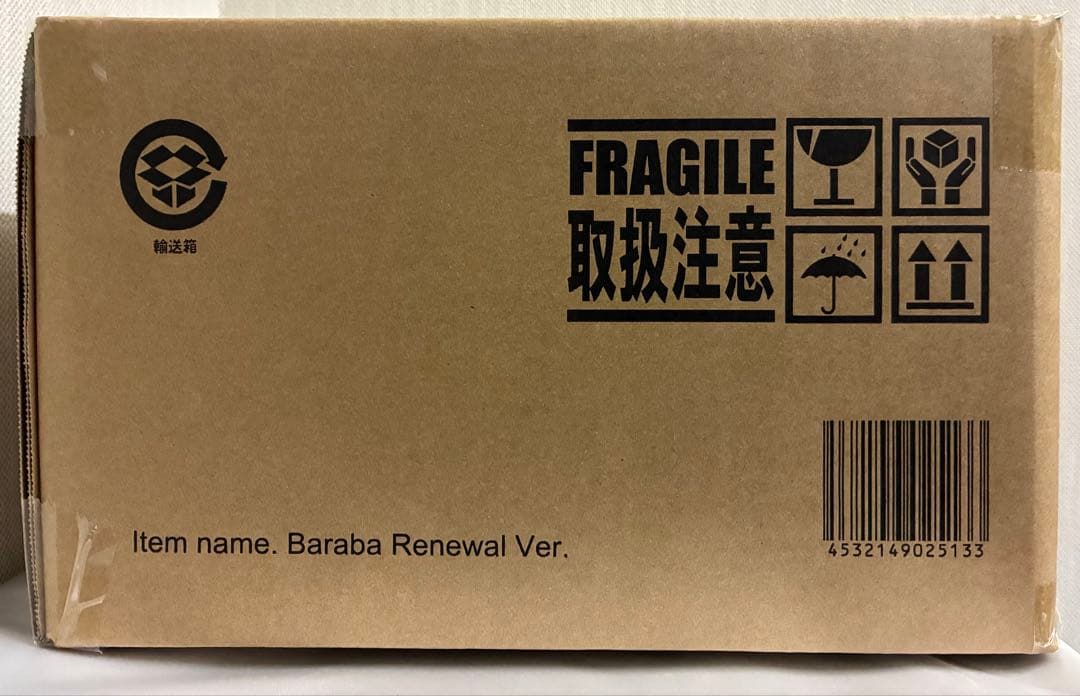 輸送箱
FRAGILE
取扱注意
Item name. Baraba Renewal Ver.
4532149025133